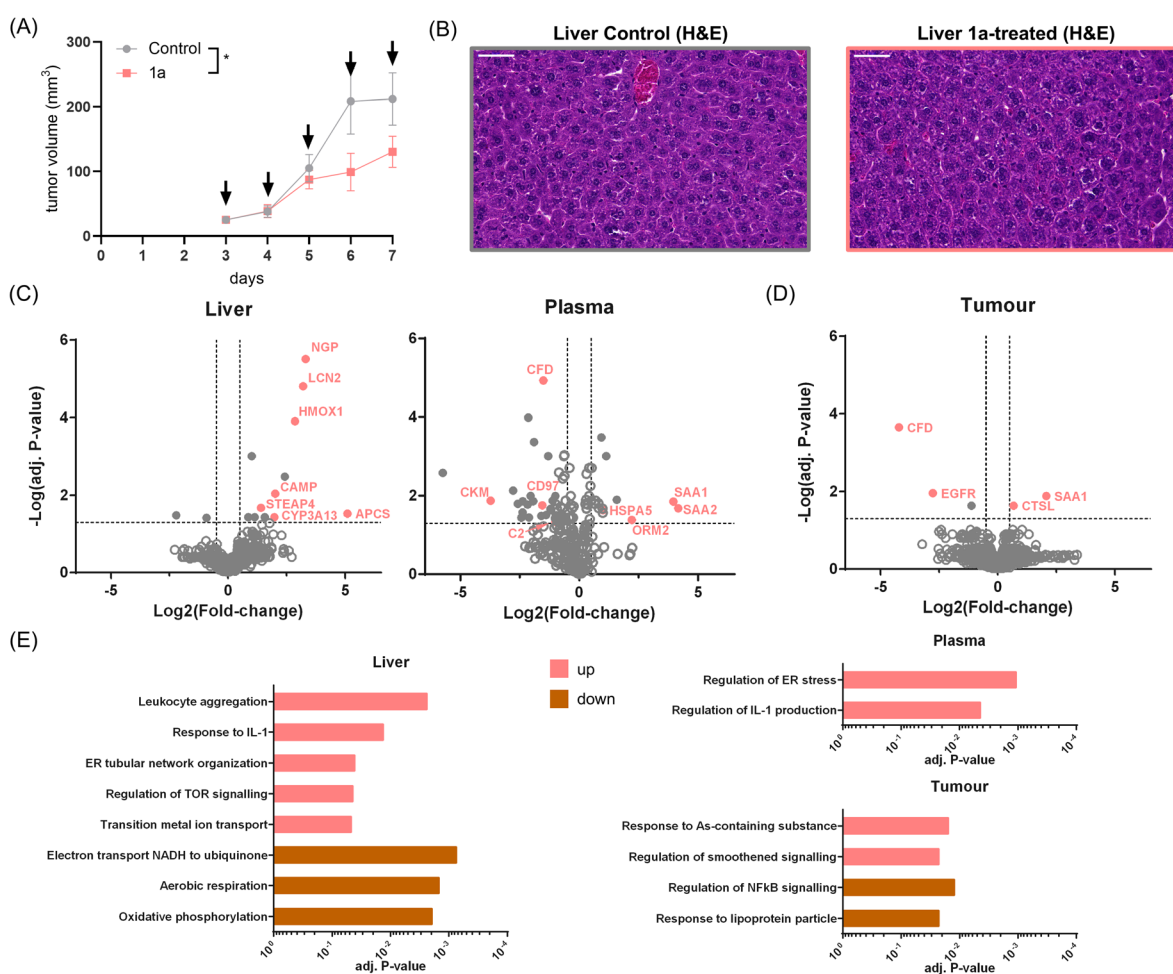 (A)
Control
1a
*
tumor volume (mm³)
300
200
100
0
0 1 2 3 4 5 6 7
days
(B)
Liver Control (H&E)
Liver 1a-treated (H&E)
(C)
Liver
-Log(adj. P-value)
6
4
2
0
NGP
LCN2
HMOX1
CAMP
STEAP4
CYP3A13
APCS
-5 0 5
Log2(Fold-change)
Plasma
6
4
2
0
CFD
CKM
CD97
C2
SAA1
SAA2
HSPA5
ORM2
-5 0 5
Log2(Fold-change)
(D)
Tumour
-Log(adj. P-value)
6
4
2
0
CFD
EGFR
SAA1
CTSL
-5 0 5
Log2(Fold-change)
(E)
Liver
Leukocyte aggregation
Response to IL-1
ER tubular network organization
Regulation of TOR signalling
Transition metal ion transport
Electron transport NADH to ubiquinone
Aerobic respiration
Oxidative phosphorylation
10⁰ 10⁻¹ 10⁻² 10⁻³ 10⁻⁴
adj. P-value
up
down
Plasma
Regulation of ER stress
Regulation of IL-1 production
10⁰ 10⁻¹ 10⁻² 10⁻³ 10⁻⁴
adj. P-value
Tumour
Response to As-containing substance
Regulation of smoothened signalling
Regulation of NFkB signalling
Response to lipoprotein particle
10⁰ 10⁻¹ 10⁻² 10⁻³ 10⁻⁴
adj. P-value